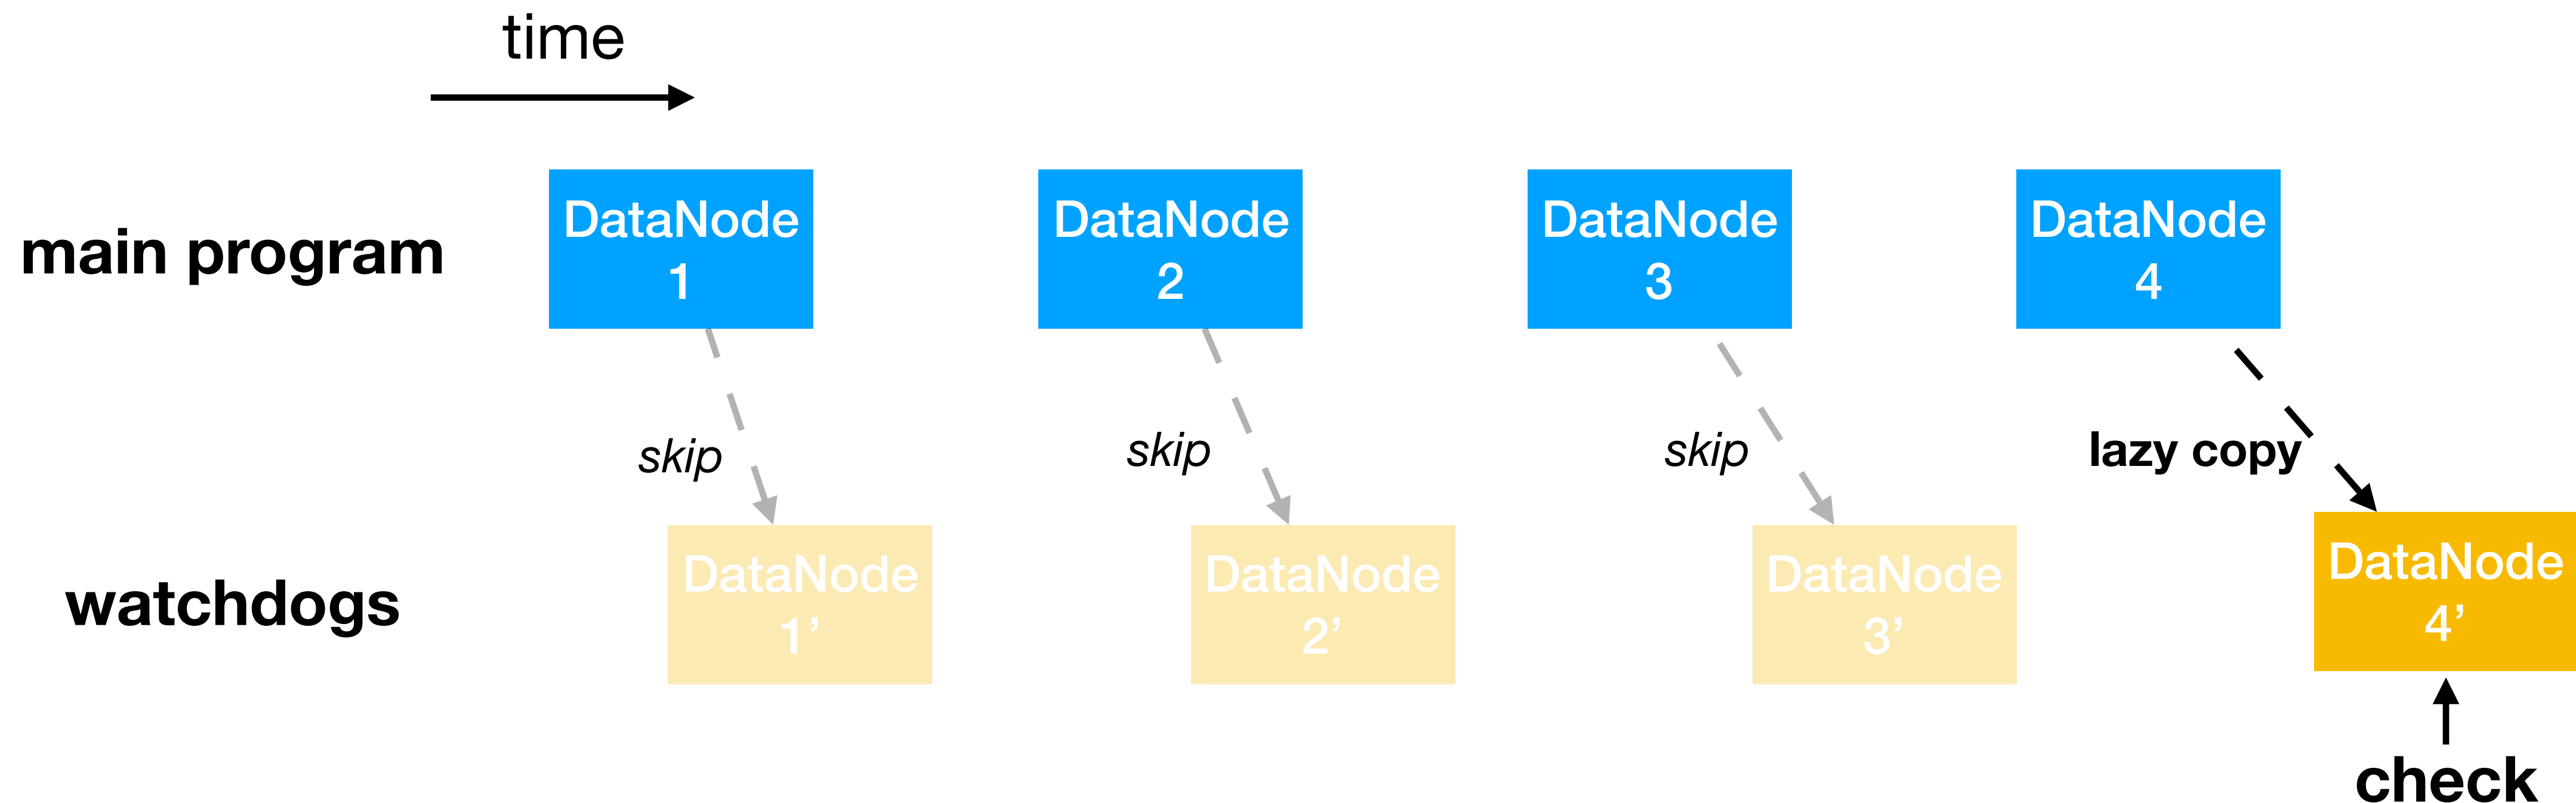 time
main program
DataNode
1
DataNode
2
DataNode
3
DataNode
4
skip
skip
skip
lazy copy
watchdogs
DataNode
1’
DataNode
2’
DataNode
3’
DataNode
4’
check